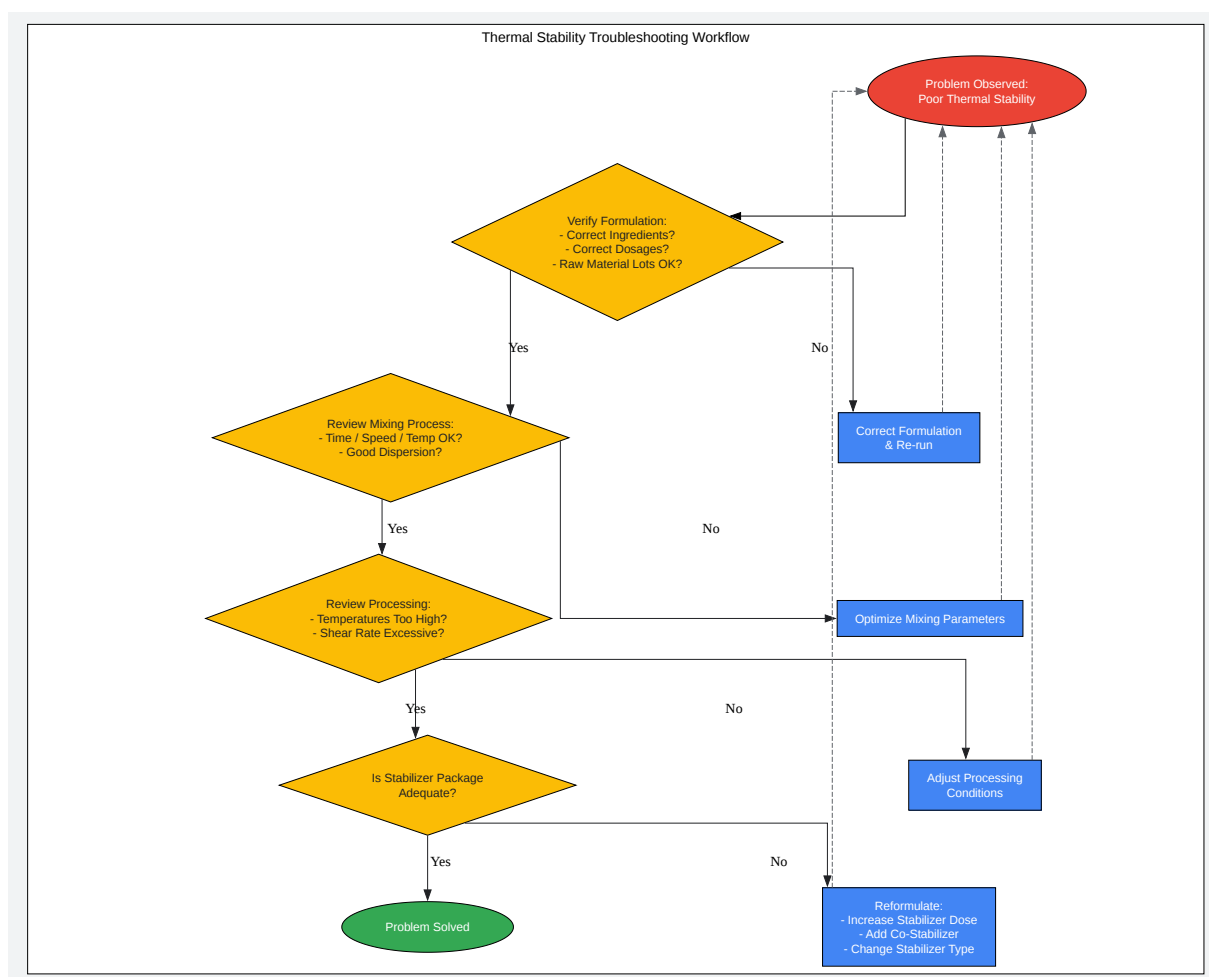 Thermal Stability Troubleshooting Workflow
Problem Observed:
Poor Thermal Stability
Verify Formulation:
- Correct Ingredients?
- Correct Dosages?
- Raw Material Lots OK?
Yes
No
Review Mixing Process:
- Time / Speed / Temp OK?
- Good Dispersion?
Correct Formulation
& Re-run
Yes
No
Review Processing:
- Temperatures Too High?
- Shear Rate Excessive?
Optimize Mixing Parameters
Yes
No
Is Stabilizer Package
Adequate?
Adjust Processing
Conditions
Yes
No
Problem Solved
Reformulate:
- Increase Stabilizer Dose
- Add Co-Stabilizer
- Change Stabilizer Type